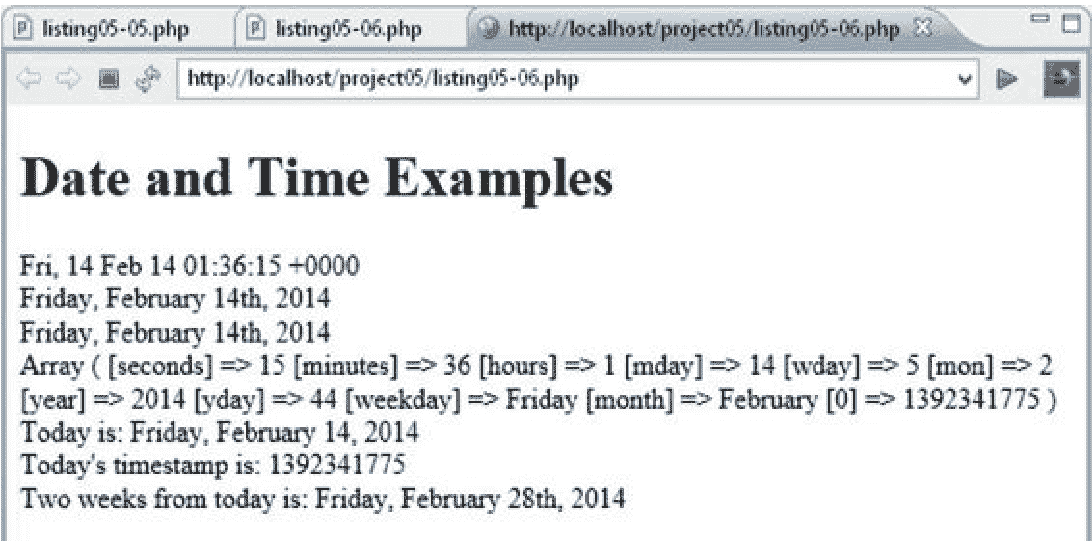 listing05-05.php
listing05-06.php
http://localhost/project05/listing05-06.php
http://localhost/project05/listing05-06.php
Date and Time Examples
Fri, 14 Feb 14 01:36:15 +0000
Friday, February 14th, 2014
Friday, February 14th, 2014
Array ( [seconds] => 15 [minutes] => 36 [hours] => 1 [mday] => 14 [wday] => 5 [mon] => 2
[year] => 2014 [yday] => 44 [weekday] => Friday [month] => February [0] => 1392341775 )
Today is: Friday, February 14, 2014
Today's timestamp is: 1392341775
Two weeks from today is: Friday, February 28th, 2014